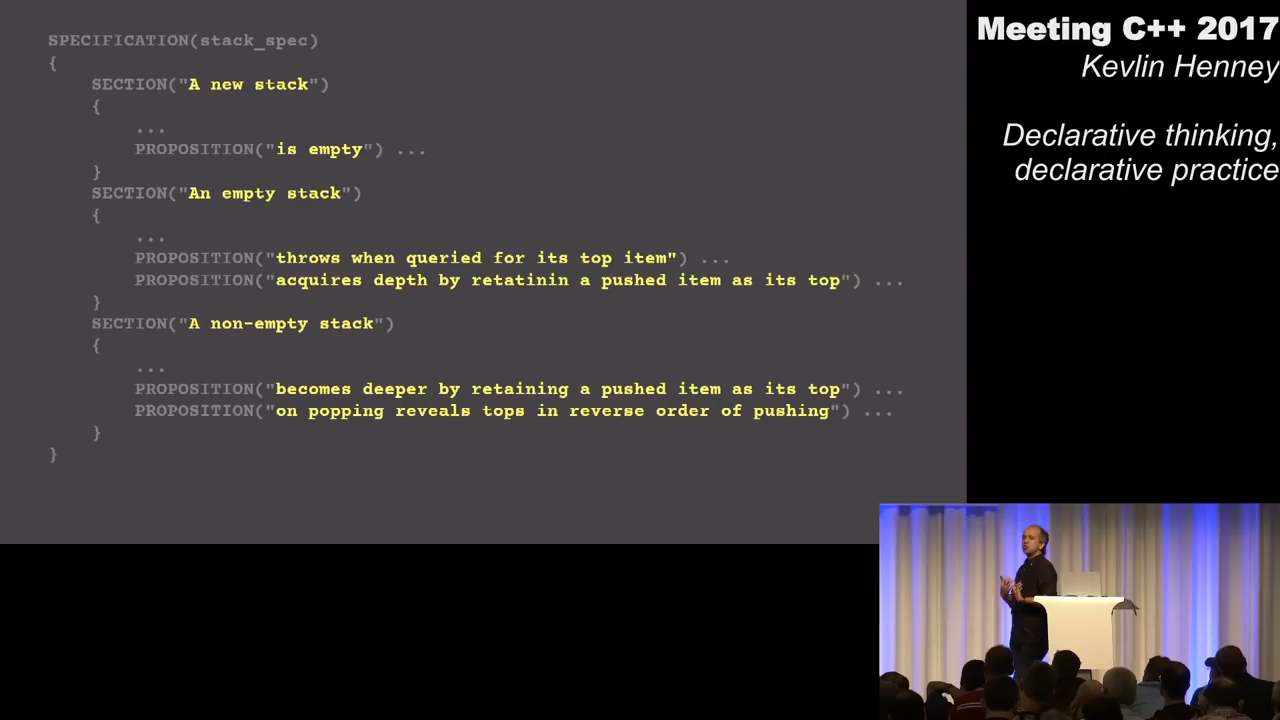 SPECIFICATION(stack_spec)
{
SECTION("A new stack")
{
...
PROPOSITION("is empty") ...
}
SECTION("An empty stack")
{
...
PROPOSITION("throws when queried for its top item") ...
PROPOSITION("acquires depth by retatinin a pushed item as its top") ...
}
SECTION("A non-empty stack")
{
...
PROPOSITION("becomes deeper by retaining a pushed item as its top") ...
PROPOSITION("on popping reveals tops in reverse order of pushing") ...
}
}
Meeting C++ 2017
Kevlin Henney
Declarative thinking,
declarative practice